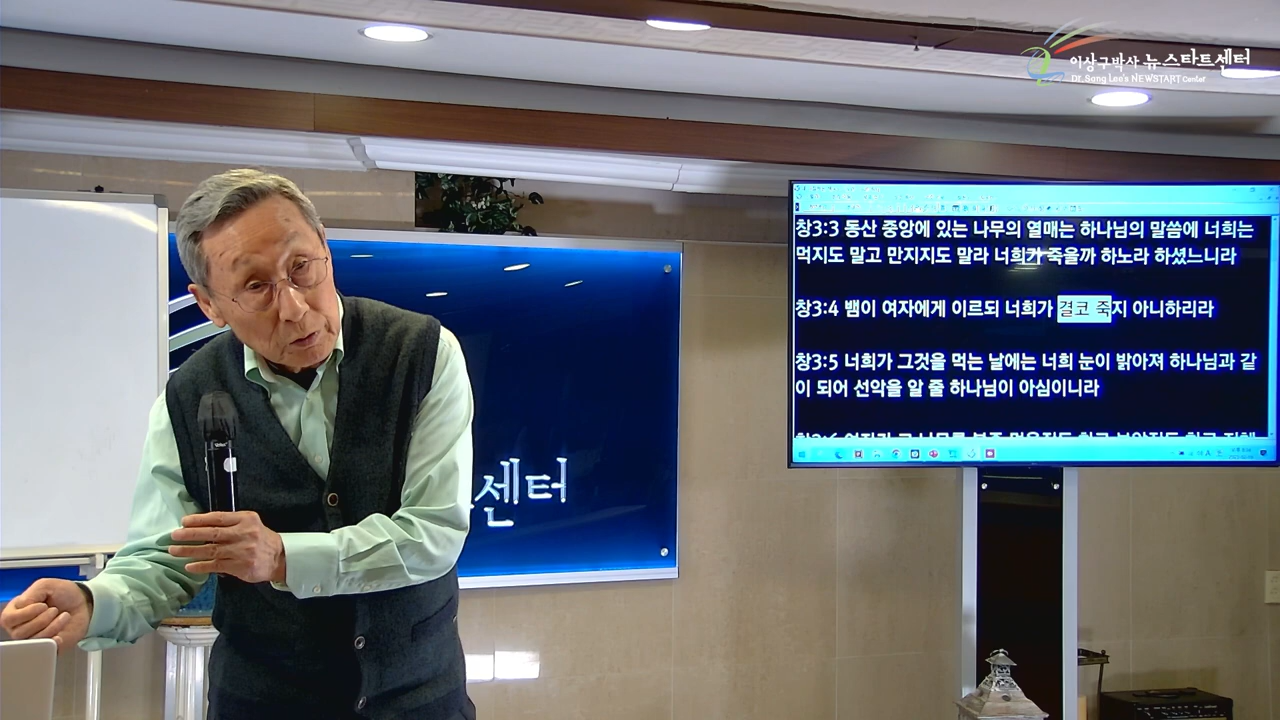 이상구박사 뉴스타트센터
Dr. Sang Lee's NEWSTART Center
창3:3 동산 중앙에 있는 나무의 열매는 하나님의 말씀에 너희는
먹지도 말고 만지지도 말라 너희가 죽을까 하노라 하셨느니라
창3:4 뱀이 여자에게 이르되 너희가 결코 죽지 아니하리라
창3:5 너희가 그것을 먹는 날에는 너희 눈이 밝아져 하나님과 같
이 되어 선악을 알 줄 하나님이 아심이니라
센터